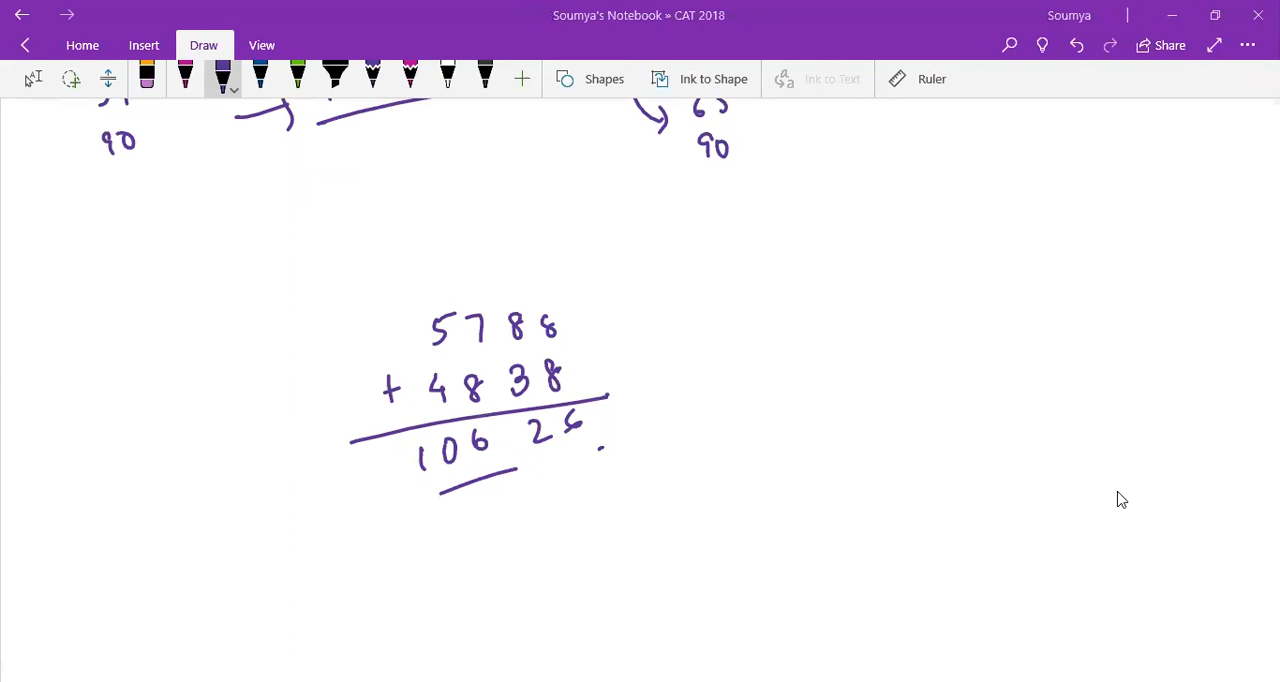 Soumya's Notebook » CAT 2018
Soumya
Home Insert Draw View
Share
Shapes
Ink to Shape
Ink to Text
Ruler
90
90
5788
+ 4838
10626